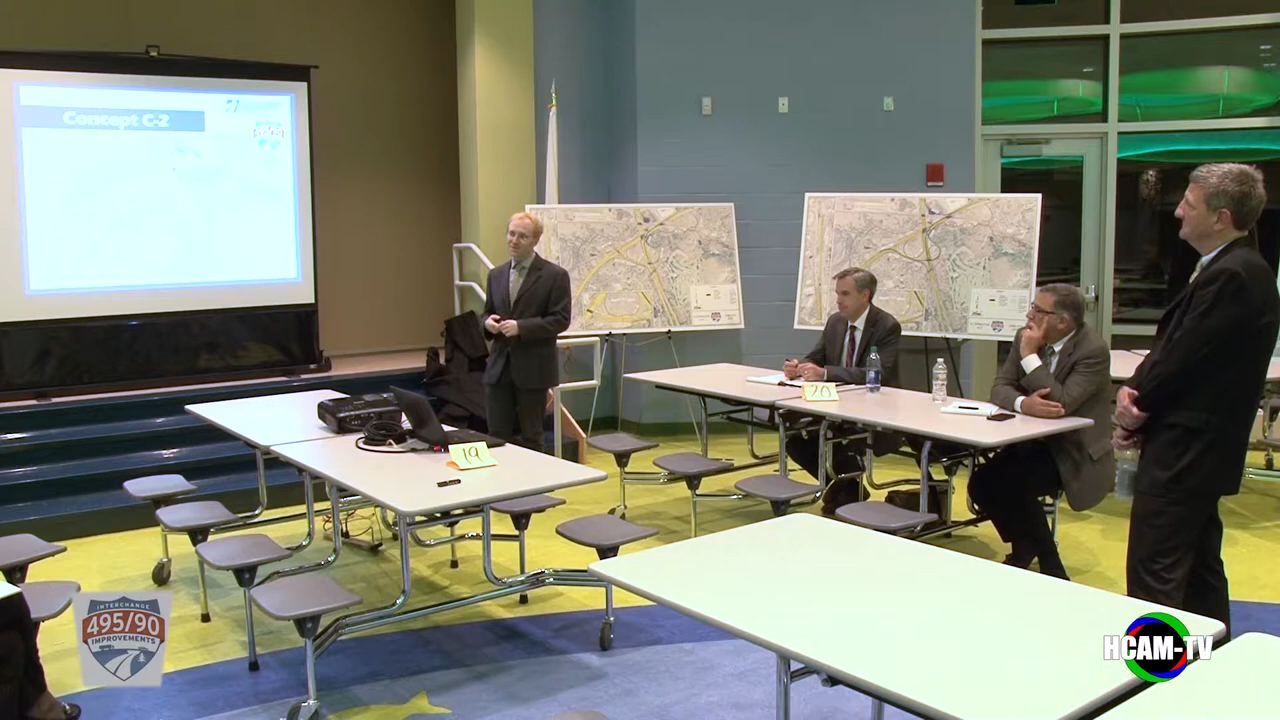 Concept C-2
19
20
INTERCHANGE
495/90
IMPROVEMENTS
HCAM-TV